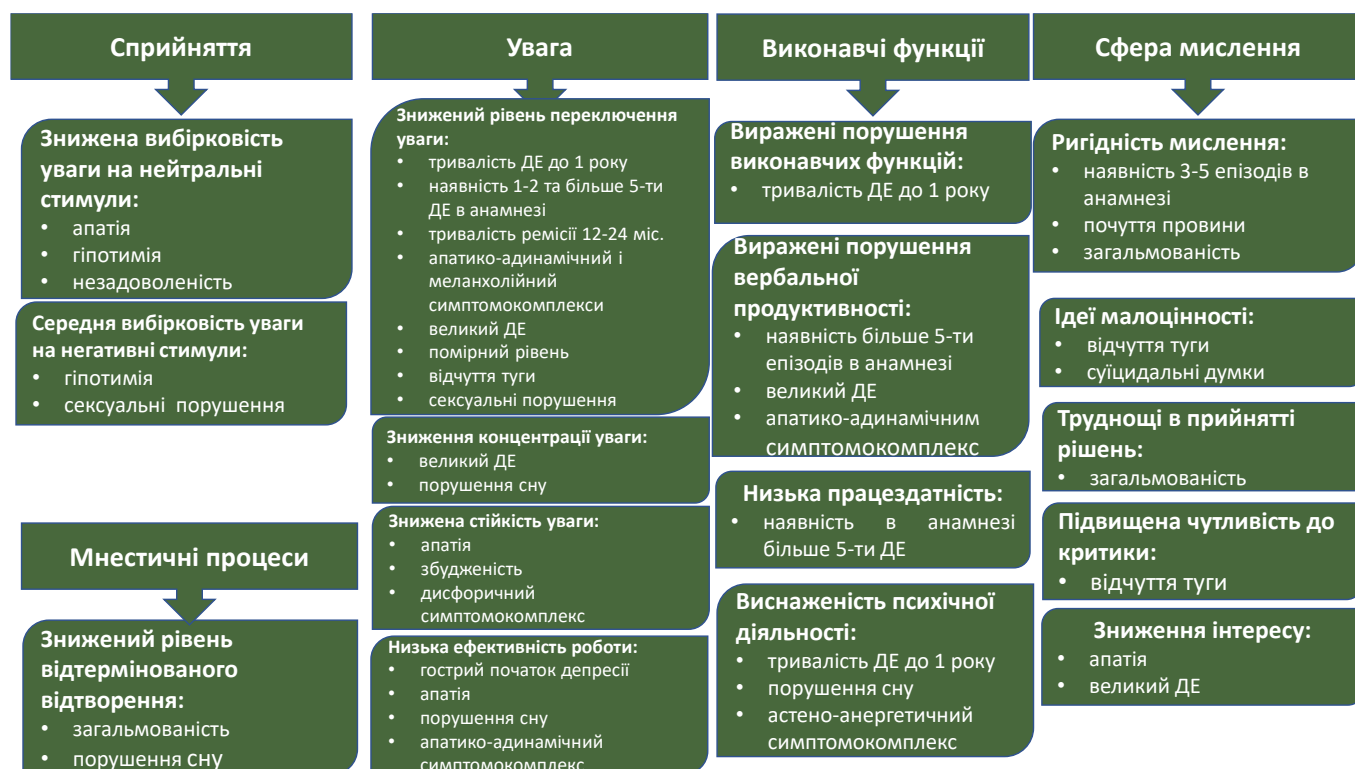 Сприйняття
Знижена вибірковість
уваги на нейтральні
стимули:
• апатія
• гіпотимія
• незадоволеність
Середня вибірковість уваги
на негативні стимули:
• гіпотимія
• сексуальні порушення
Мнестичні процеси
Знижений рівень
відтермінованого
відтворення:
• загальмованість
• порушення сну
Увага
Знижений рівень переключення
уваги:
• тривалість ДЕ до 1 року
• наявність 1-2 та більше 5-ти
ДЕ в анамнезі
• тривалість ремісії 12-24 міс.
• апатико-адинамічний і
меланхолійний
симптомокомплекси
• великий ДЕ
• помірний рівень
• відчуття туги
• сексуальні порушення
Зниження концентрації уваги:
• великий ДЕ
• порушення сну
Знижена стійкість уваги:
• апатія
• збудженість
• дисфоричний
симптомокомплекс
Низька ефективність роботи:
• гострий початок депресії
• апатія
• порушення сну
• апатико-адинамічний
симптомокомплекс
Виконавчі функції
Виражені порушення
виконавчих функцій:
• тривалість ДЕ до 1 року
Виражені порушення
вербальної
продуктивності:
• наявність більше 5-ти
епізодів в анамнезі
• великий ДЕ
• апатико-адинамічним
симптомокомплекс
Низька працездатність:
• наявність в анамнезі
більше 5-ти ДЕ
Виснаженість психічної
діяльності:
• тривалість ДЕ до 1 року
• порушення сну
• астено-анергетичний
симптомокомплекс
Сфера мислення
Ригідність мислення:
• наявність 3-5 епізодів в
анамнезі
• почуття провини
• загальмованість
Ідеї малоцінності:
• відчуття туги
• суїцидальні думки
Труднощі в прийнятті
рішень:
• загальмованість
Підвищена чутливість до
критики:
• відчуття туги
Зниження інтересу:
• апатія
• великий ДЕ